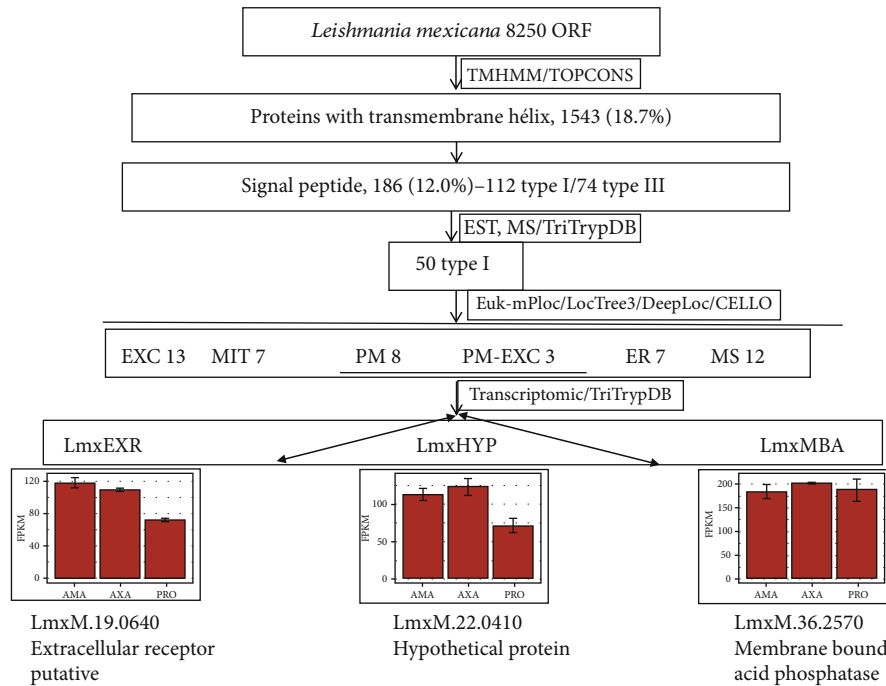 Leishmania mexicana 8250 ORF
TMHMM/TOPCONS
Proteins with transmembrane hélix, 1543 (18.7%)
Signal peptide, 186 (12.0%)–112 type I/74 type III
EST, MS/TriTrypDB
50 type I
Euk-mPloc/LocTree3/DeepLoc/CELLO
EXC 13 MIT 7 PM 8 PM-EXC 3 ER 7 MS 12
Transcriptomic/TriTrypDB
LmxEXR LmxHYP LmxMBA
FPKM
120
80
40
0
AMA AXA PRO
FPKM
100
50
0
AMA AXA PRO
FPKM
200
150
100
50
0
AMA AXA PRO
LmxM.19.0640
Extracellular receptor
putative
LmxM.22.0410
Hypothetical protein
LmxM.36.2570
Membrane bound
acid phosphatase